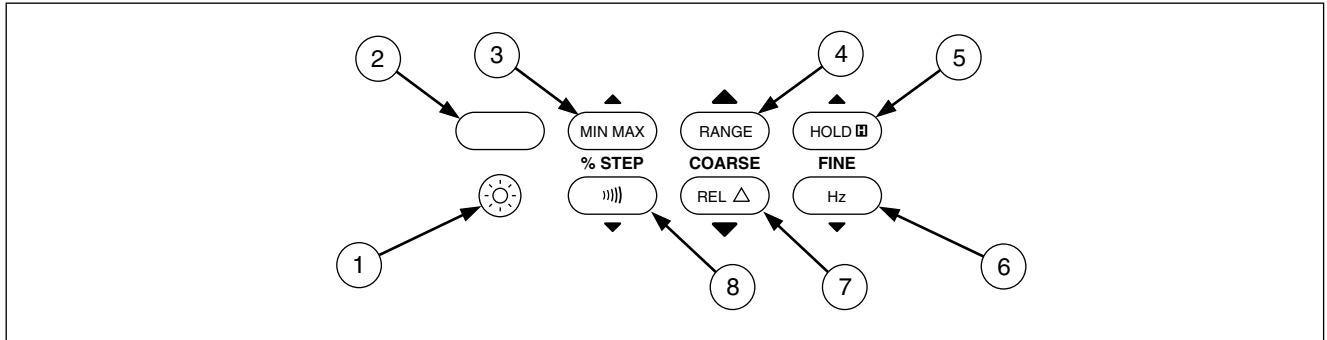 2 3 4 5
MIN MAX RANGE HOLD H
% STEP COARSE FINE
REL △ Hz
1 8 7 6